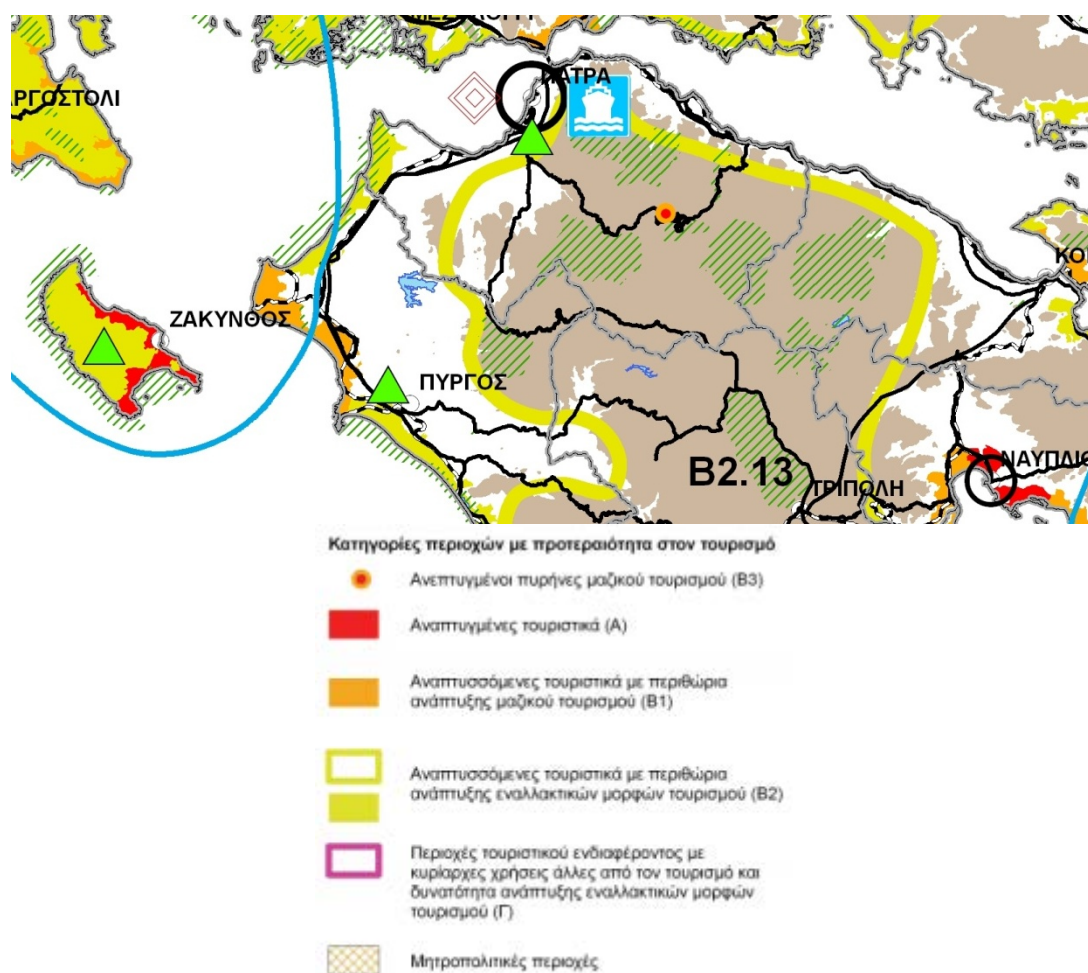 ΠΑΤΡΑ
ΑΡΓΟΣΤΟΛΙ
ΖΑΚΥΝΘΟΣ
ΠΥΡΓΟΣ
Β2.13
ΤΡΙΠΟΛΗ
ΝΑΥΠΛΙΟ
Κατηγορίες περιοχών με προτεραιότητα στον τουρισμό
Ανεπτυγμένοι πυρήνες μαζικού τουρισμού (Β3)
Αναπτυγμένες τουριστικά (Α)
Αναπτυσσόμενες τουριστικά με περιθώρια
ανάπτυξης μαζικού τουρισμού (Β1)
Αναπτυσσόμενες τουριστικά με περιθώρια
ανάπτυξης εναλλακτικών μορφών τουρισμού (Β2)
Περιοχές τουριστικού ενδιαφέροντος με
κυρίαρχες χρήσεις άλλες από τον τουρισμό και
δυνατότητα ανάπτυξης εναλλακτικών μορφών
τουρισμού (Γ)
Μητροπολιτικές περιοχές